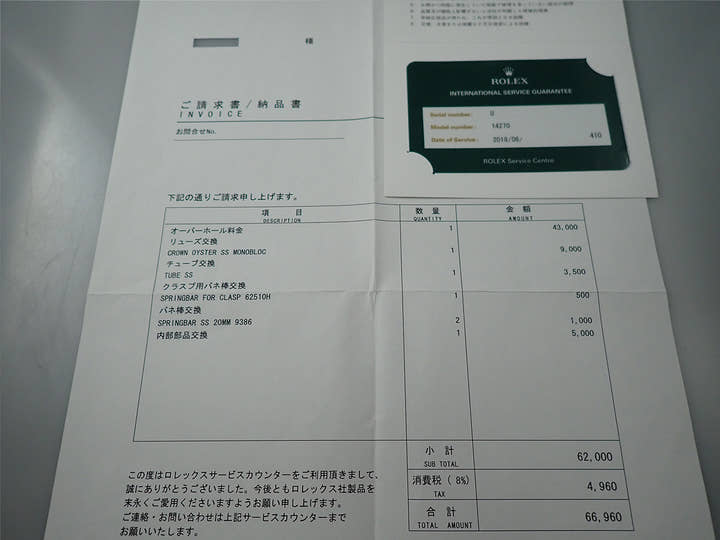 様
ご請求書／納品書
INVOICE
お問合せNo.
ROLEX
INTERNATIONAL SERVICE GUARANTEE
Serial number: U
Model number: 14270
Date of Service: 2018/06/ 410
ROLEX Service Centre
下記の通りご請求申し上げます。
項 目 数 量 金 額
DESCRIPTION QUANTITY AMOUNT
オーバーホール料金 1 43,000
リューズ交換
CROWN OYSTER SS MONOBLOC 1 9,000
チューブ交換
TUBE SS 1 3,500
クラスプ用バネ棒交換
SPRINGBAR FOR CLASP 62510H 1 500
バネ棒交換
SPRINGBAR SS 20MM 9386 2 1,000
内部部品交換 1 5,000
小 計
SUB TOTAL 62,000
消費税 ( 8%)
TAX 4,960
合 計
TOTAL AMOUNT 66,960
この度はロレックスサービスカウンターをご利用頂きまして、
誠にありがとうございました。今後ともロレックス社製品を
末永くご愛用くださいますようお願い申し上げます。
ご連絡・お問い合わせは上記サービスカウンターまで
お願いいたします。